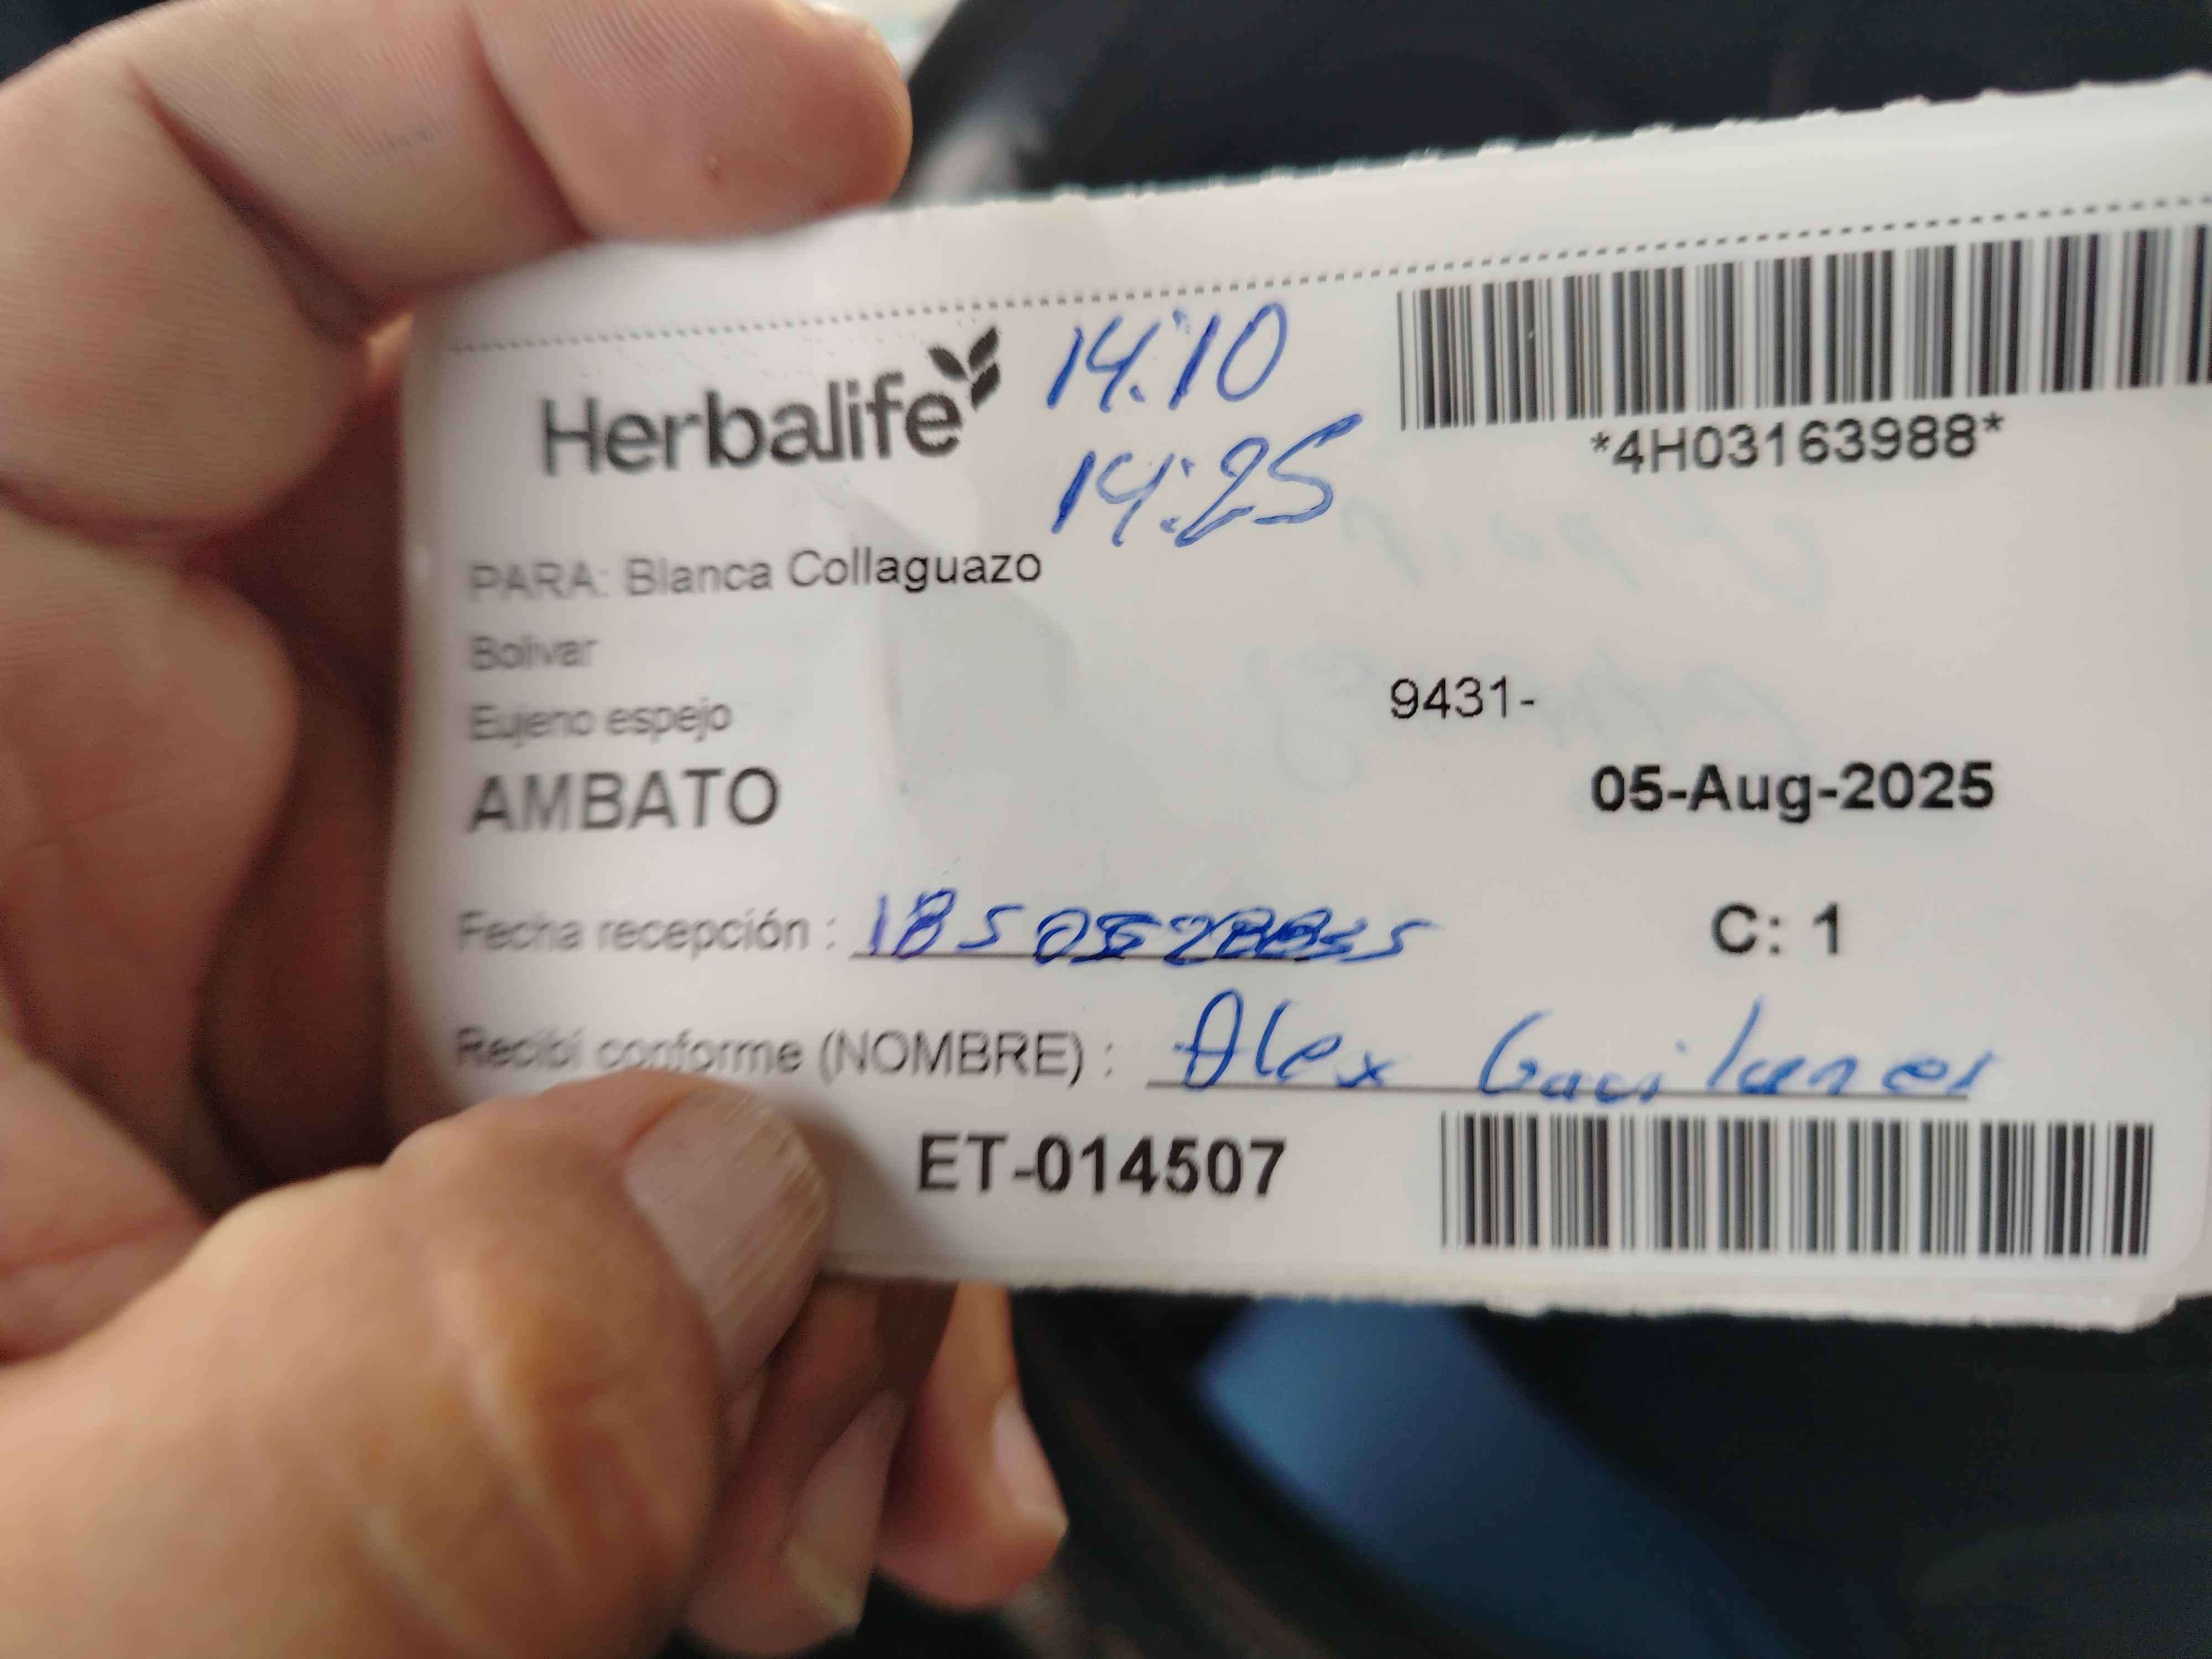 Herbalife
14:10
14:25
*4H03163988*
PARA: Blanca Collaguazo
Bolivar
Eujeno espejo
9431-
AMBATO
05-Aug-2025
Fecha recepción :
C: 1
Recibí conforme (NOMBRE) : Alex Gavilanes
ET-014507